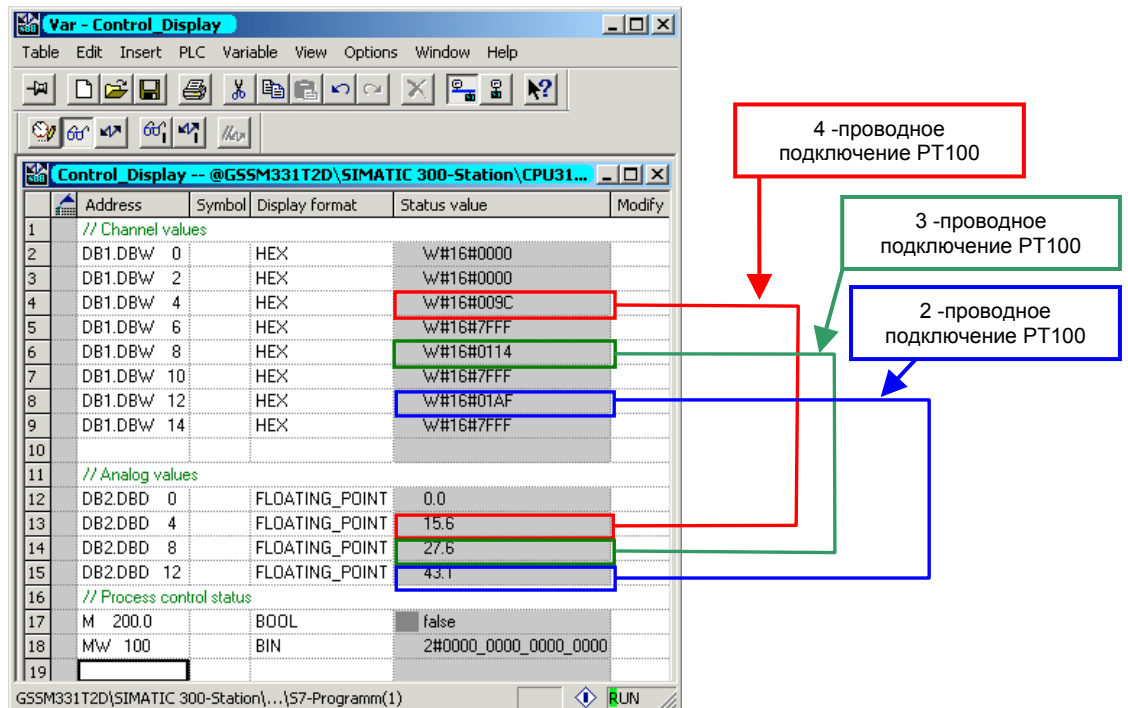 Var - Control_Display
Table Edit Insert PLC Variable View Options Window Help
Control_Display -- @GSSM331T2D\SIMATIC 300-Station\CPU31...
Address Symbol Display format Status value Modify
1 // Channel values
2 DB1.DBW 0 HEX W#16#0000
3 DB1.DBW 2 HEX W#16#0000
4 DB1.DBW 4 HEX W#16#009C
5 DB1.DBW 6 HEX W#16#7FFF
6 DB1.DBW 8 HEX W#16#0114
7 DB1.DBW 10 HEX W#16#7FFF
8 DB1.DBW 12 HEX W#16#01AF
9 DB1.DBW 14 HEX W#16#7FFF
10
11 // Analog values
12 DB2.DBD 0 FLOATING_POINT 0.0
13 DB2.DBD 4 FLOATING_POINT 15.6
14 DB2.DBD 8 FLOATING_POINT 27.6
15 DB2.DBD 12 FLOATING_POINT 43.1
16 // Process control status
17 M 200.0 BOOL false
18 MW 100 BIN 2#0000_0000_0000_0000
19
GSSM331T2D\SIMATIC 300-Station\...\S7-Programm(1) RUN
4 -проводное
подключение PT100
3 -проводное
подключение PT100
2 -проводное
подключение PT100